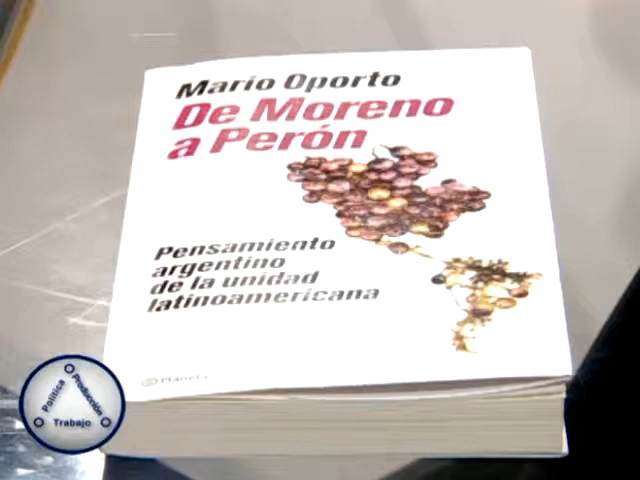 Mario Oporto
De Moreno
a Perón
Pensamiento
argentino
de la unidad
latinoamericana
Planeta
Política
Producción
Trabajo